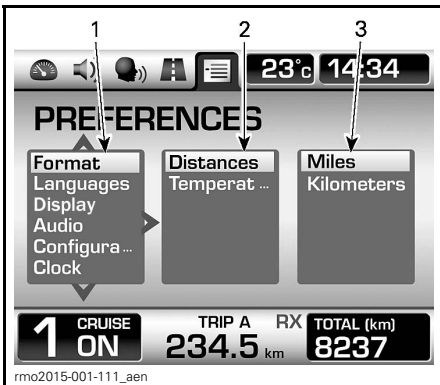 1 2 3
23°c 14:34
PREFERENCES
Format Distances Miles
Languages Temperat ... Kilometers
Display
Audio
Configura ...
Clock
1 CRUISE ON
TRIP A RX
234.5 km
TOTAL (km)
8237
rmo2015-001-111_aen